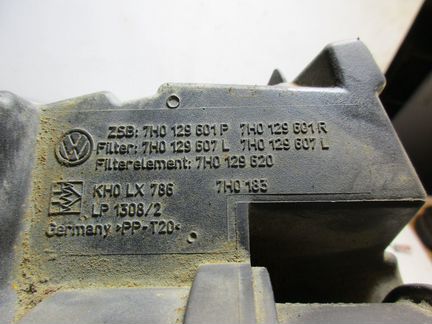 ZSB: 7H0 129 601 P 7H0 129 601 R
Filter: 7H0 129 607 L 7H0 129 607 L
Filterelement: 7H0 129 620
KH0 LX 786 7H0 183
LP 1308/2
Germany >PP-T20<